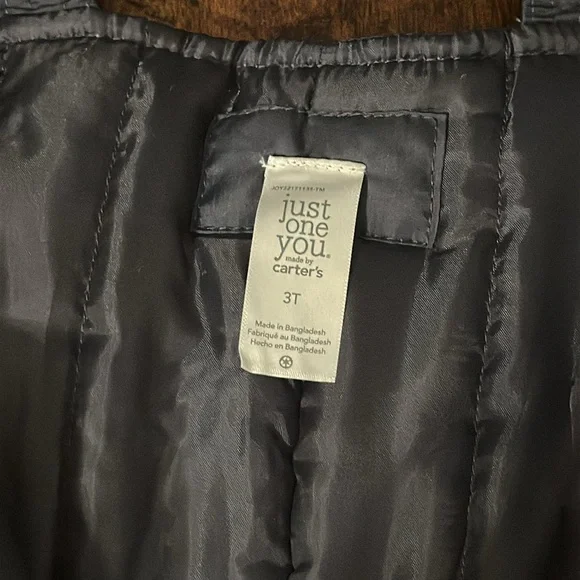 just
one
you.
made by
carter's
3T
Made in Bangladesh
Fabriqué au Bangladesh
Hecho en Bangladesh